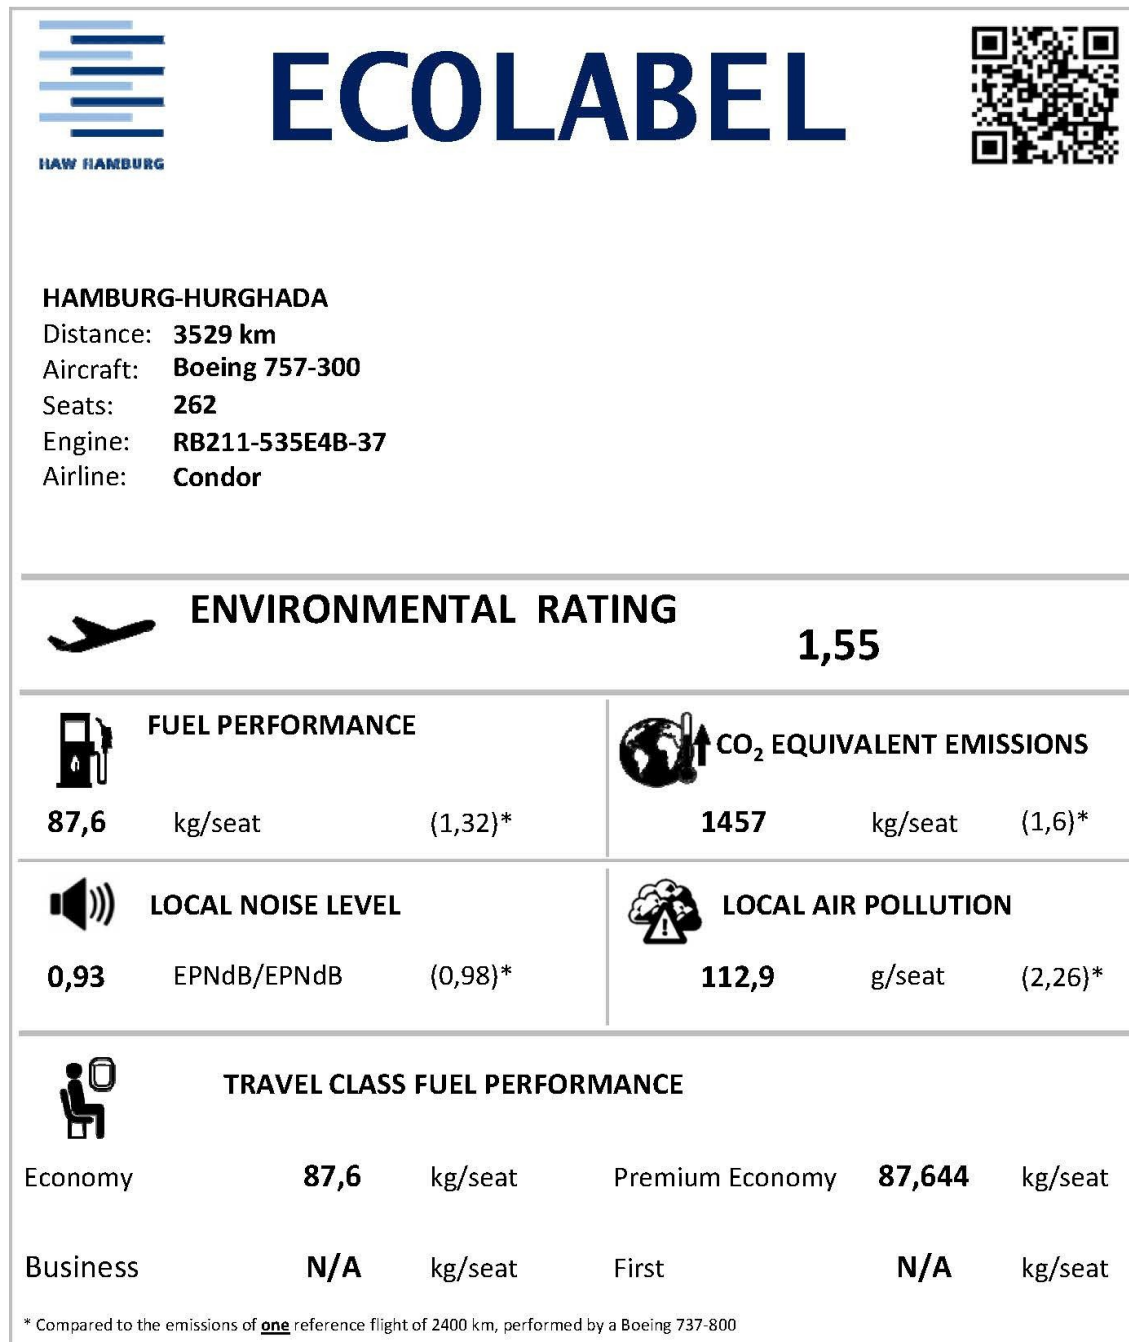 HAW HAMBURG
ECOLABEL
HAMBURG-HURGHADA
Distance: 3529 km
Aircraft: Boeing 757-300
Seats: 262
Engine: RB211-535E4B-37
Airline: Condor
ENVIRONMENTAL RATING
1,55
FUEL PERFORMANCE
87,6 kg/seat (1,32)*
CO₂ EQUIVALENT EMISSIONS
1457 kg/seat (1,6)*
LOCAL NOISE LEVEL
0,93 EPNdB/EPNdB (0,98)*
LOCAL AIR POLLUTION
112,9 g/seat (2,26)*
TRAVEL CLASS FUEL PERFORMANCE
Economy 87,6 kg/seat Premium Economy 87,644 kg/seat
Business N/A kg/seat First N/A kg/seat
* Compared to the emissions of one reference flight of 2400 km, performed by a Boeing 737-800